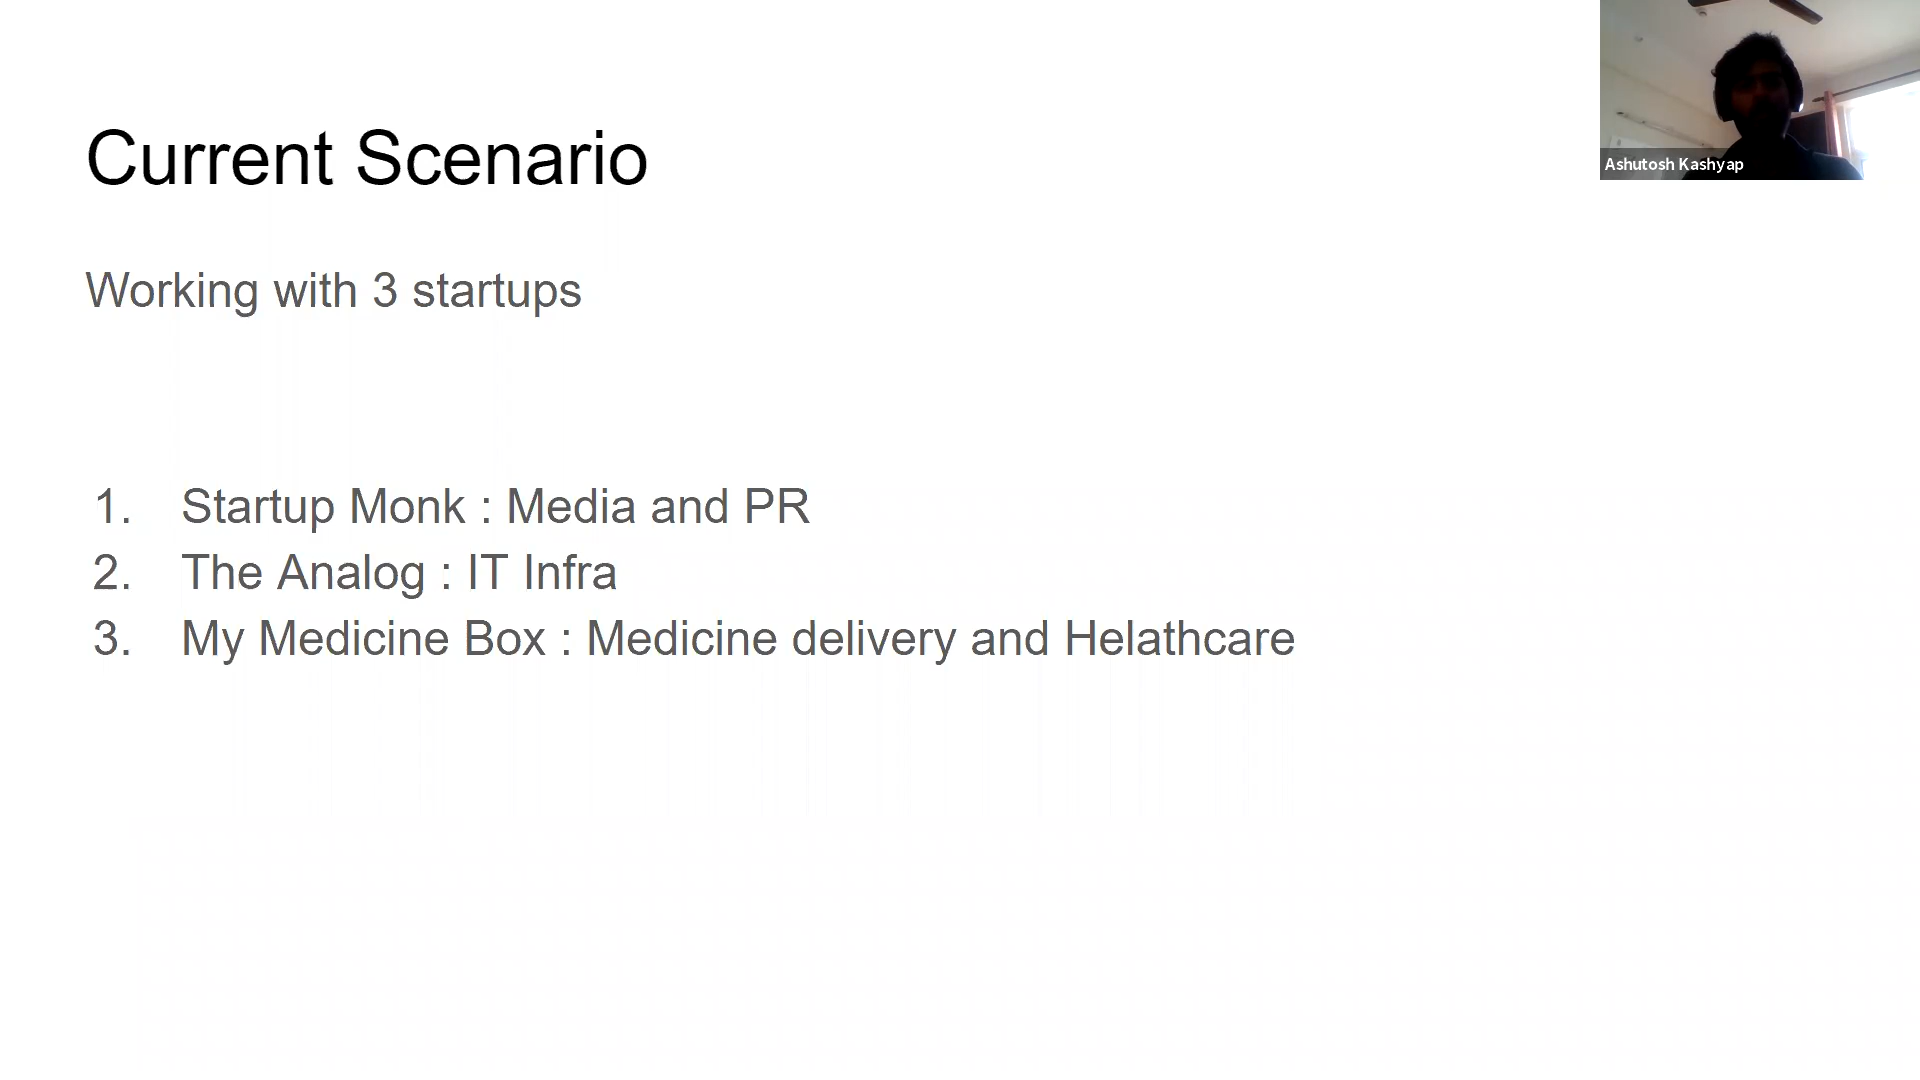 Current Scenario
Ashutosh Kashyap
Working with 3 startups
1. Startup Monk : Media and PR
2. The Analog : IT Infra
3. My Medicine Box : Medicine delivery and Helathcare